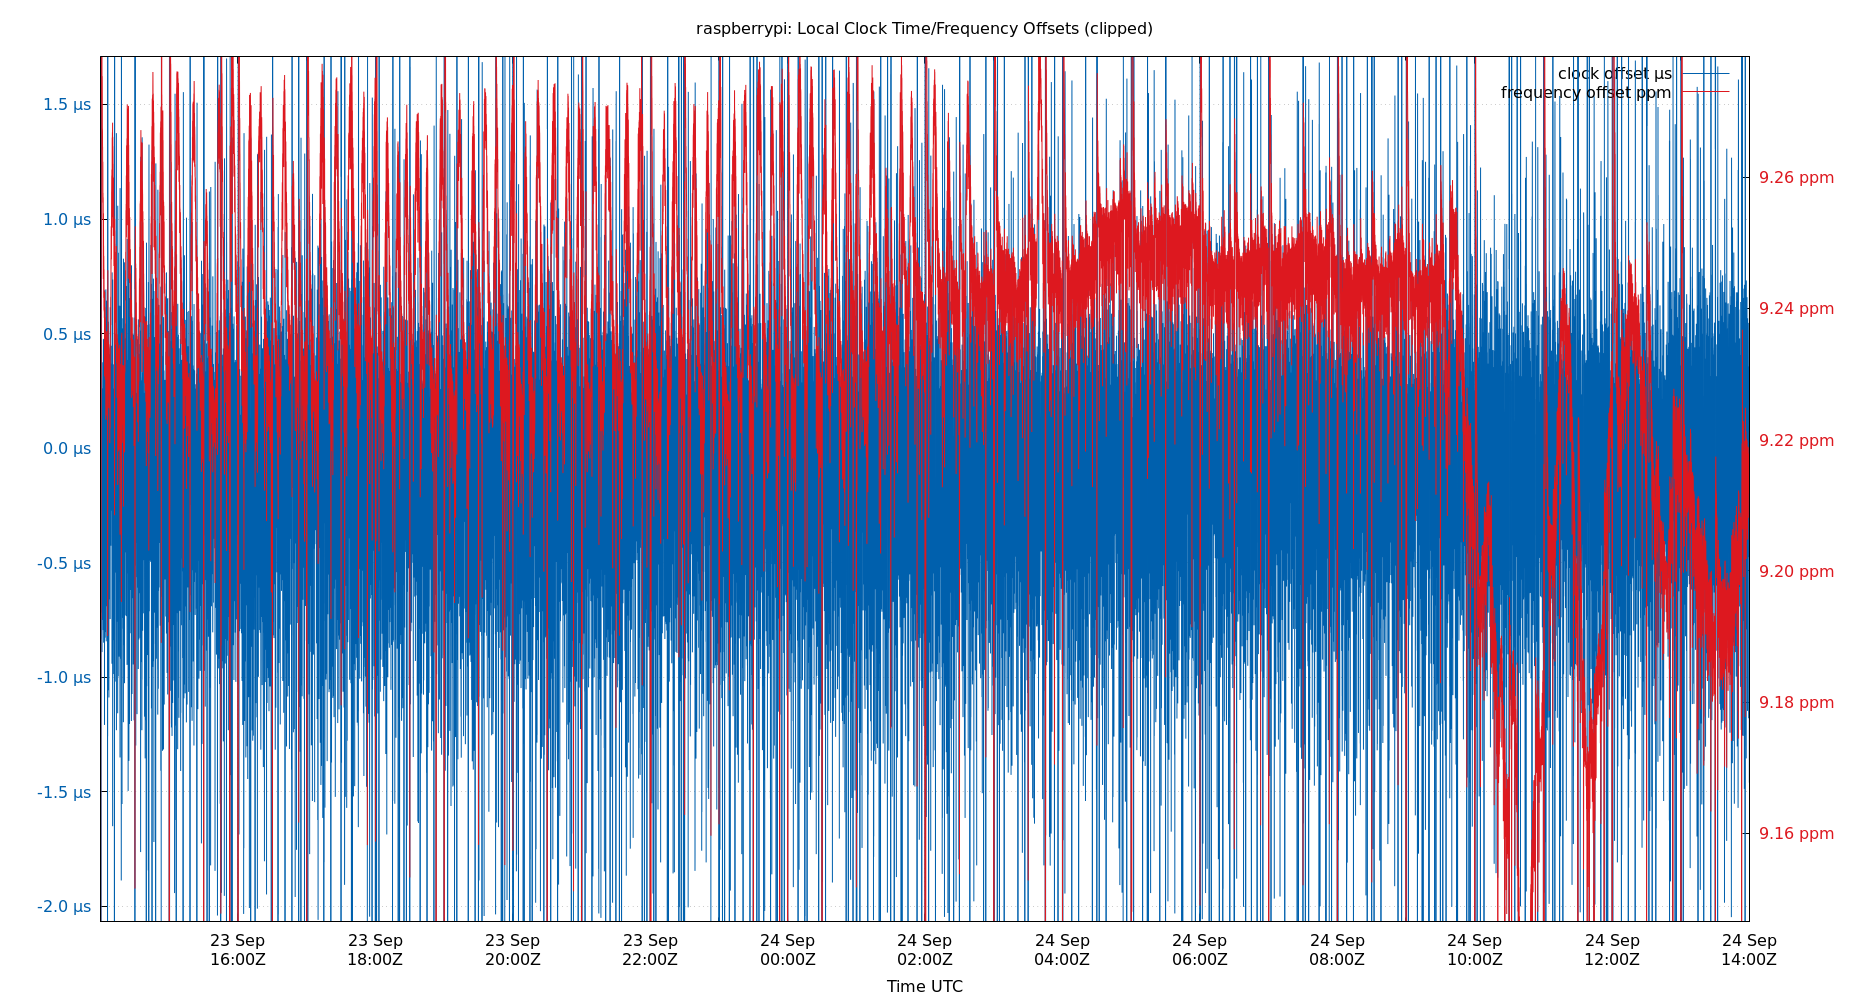 raspberrypi: Local Clock Time/Frequency Offsets (clipped)
clock offset µs
frequency offset ppm
1.5 µs
1.0 µs
0.5 µs
0.0 µs
-0.5 µs
-1.0 µs
-1.5 µs
-2.0 µs
9.26 ppm
9.24 ppm
9.22 ppm
9.20 ppm
9.18 ppm
9.16 ppm
23 Sep
16:00Z
23 Sep
18:00Z
23 Sep
20:00Z
23 Sep
22:00Z
24 Sep
00:00Z
24 Sep
02:00Z
24 Sep
04:00Z
24 Sep
06:00Z
24 Sep
08:00Z
24 Sep
10:00Z
24 Sep
12:00Z
24 Sep
14:00Z
Time UTC